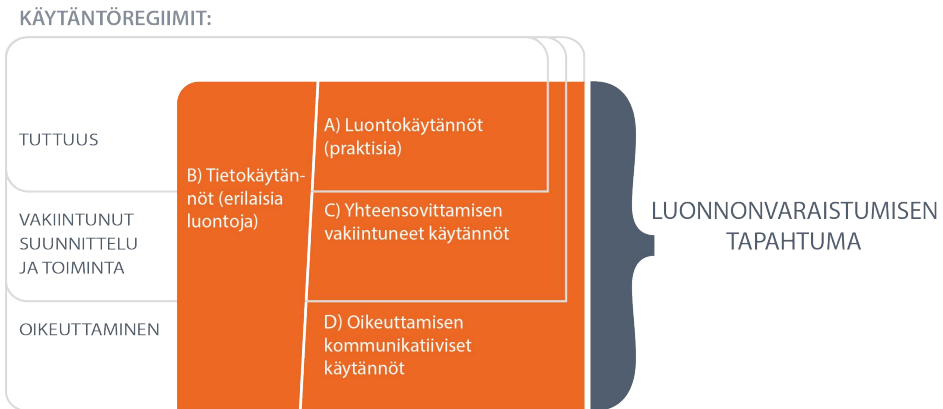 KÄYTÄNTÖREGIIMIT:
TUTTUUS
VAKIINTUNUT
SUUNNITTELU
JA TOIMINTA
OIKEUTTAMINEN
B) Tietokäytän-
nöt (erilaisia
luontoja)
A) Luontokäytännöt
(praktisia)
C) Yhteensovittamisen
vakiintuneet käytännöt
D) Oikeuttamisen
kommunikatiiviset
käytännöt
LUONNONVARAISTUMISEN
TAPAHTUMA